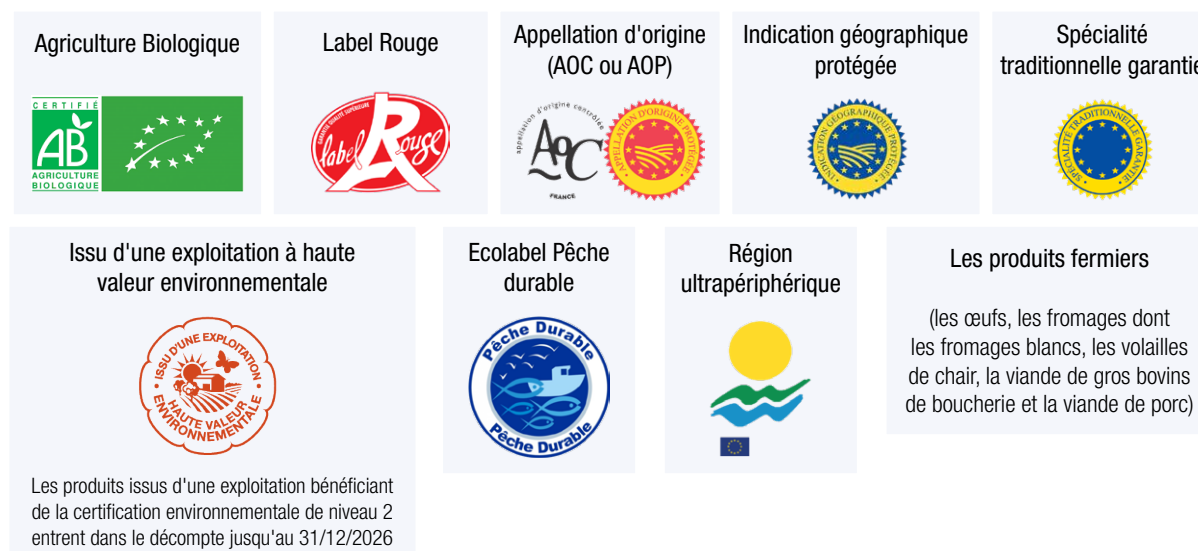 Agriculture Biologique
CERTIFIÉ
AB
AGRICULTURE
BIOLOGIQUE
Label Rouge
GARANTIE QUALITÉ SUPÉRIEURE
label Rouge
Appellation d'origine
(AOC ou AOP)
appellation d'origine contrôlée
AOC
FRANCE
APPELLATION D'ORIGINE PROTÉGÉE
Indication géographique
protégée
INDICATION GÉOGRAPHIQUE PROTÉGÉE
Spécialité
traditionnelle garantie
SPÉCIALITÉ TRADITIONNELLE GARANTIE
Issu d'une exploitation à haute
valeur environnementale
ISSU D'UNE EXPLOITATION
HAUTE VALEUR
ENVIRONNEMENTALE
Les produits issus d'une exploitation bénéficiant
de la certification environnementale de niveau 2
entrent dans le décompte jusqu'au 31/12/2026
Ecolabel Pêche
durable
Pêche Durable
Pêche Durable
Région
ultrapériphérique
Les produits fermiers
(les œufs, les fromages dont
les fromages blancs, les volailles
de chair, la viande de gros bovins
de boucherie et la viande de porc)